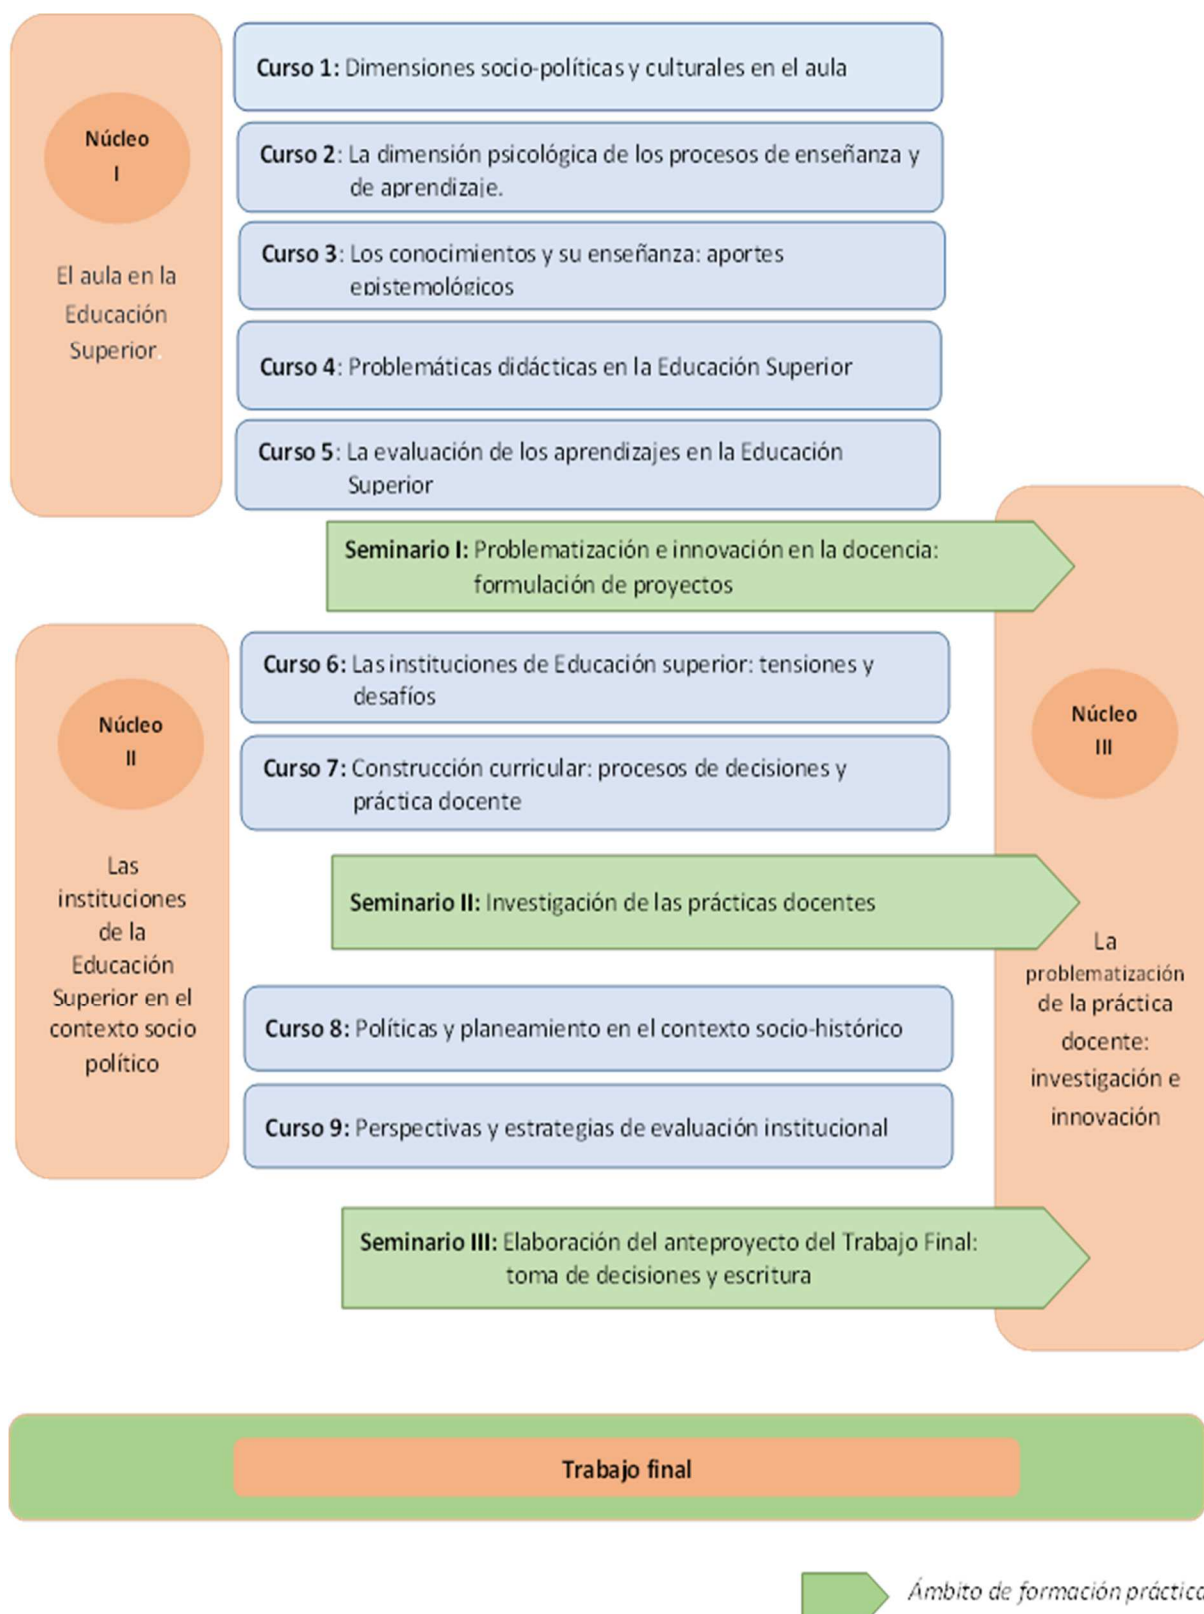 Núcleo
I
El aula en la
Educación
Superior.
Curso 1: Dimensiones socio-políticas y culturales en el aula
Curso 2: La dimensión psicológica de los procesos de enseñanza y
de aprendizaje.
Curso 3: Los conocimientos y su enseñanza: aportes
epistemológicos
Curso 4: Problemáticas didácticas en la Educación Superior
Curso 5: La evaluación de los aprendizajes en la Educación
Superior
Seminario I: Problematización e innovación en la docencia:
formulación de proyectos
Núcleo
II
Las
instituciones
de la
Educación
Superior en el
contexto socio
político
Curso 6: Las instituciones de Educación superior: tensiones y
desafíos
Curso 7: Construcción curricular: procesos de decisiones y
práctica docente
Seminario II: Investigación de las prácticas docentes
Curso 8: Políticas y planeamiento en el contexto socio-histórico
Curso 9: Perspectivas y estrategias de evaluación institucional
Seminario III: Elaboración del anteproyecto del Trabajo Final:
toma de decisiones y escritura
Núcleo
III
La
problematización
de la práctica
docente:
investigación e
innovación
Trabajo final
Ámbito de formación práctica